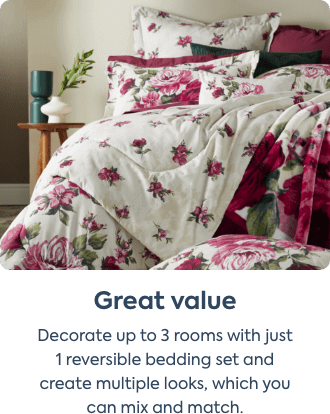 Great value
Decorate up to 3 rooms with just
1 reversible bedding set and
create multiple looks, which you
can mix and match.